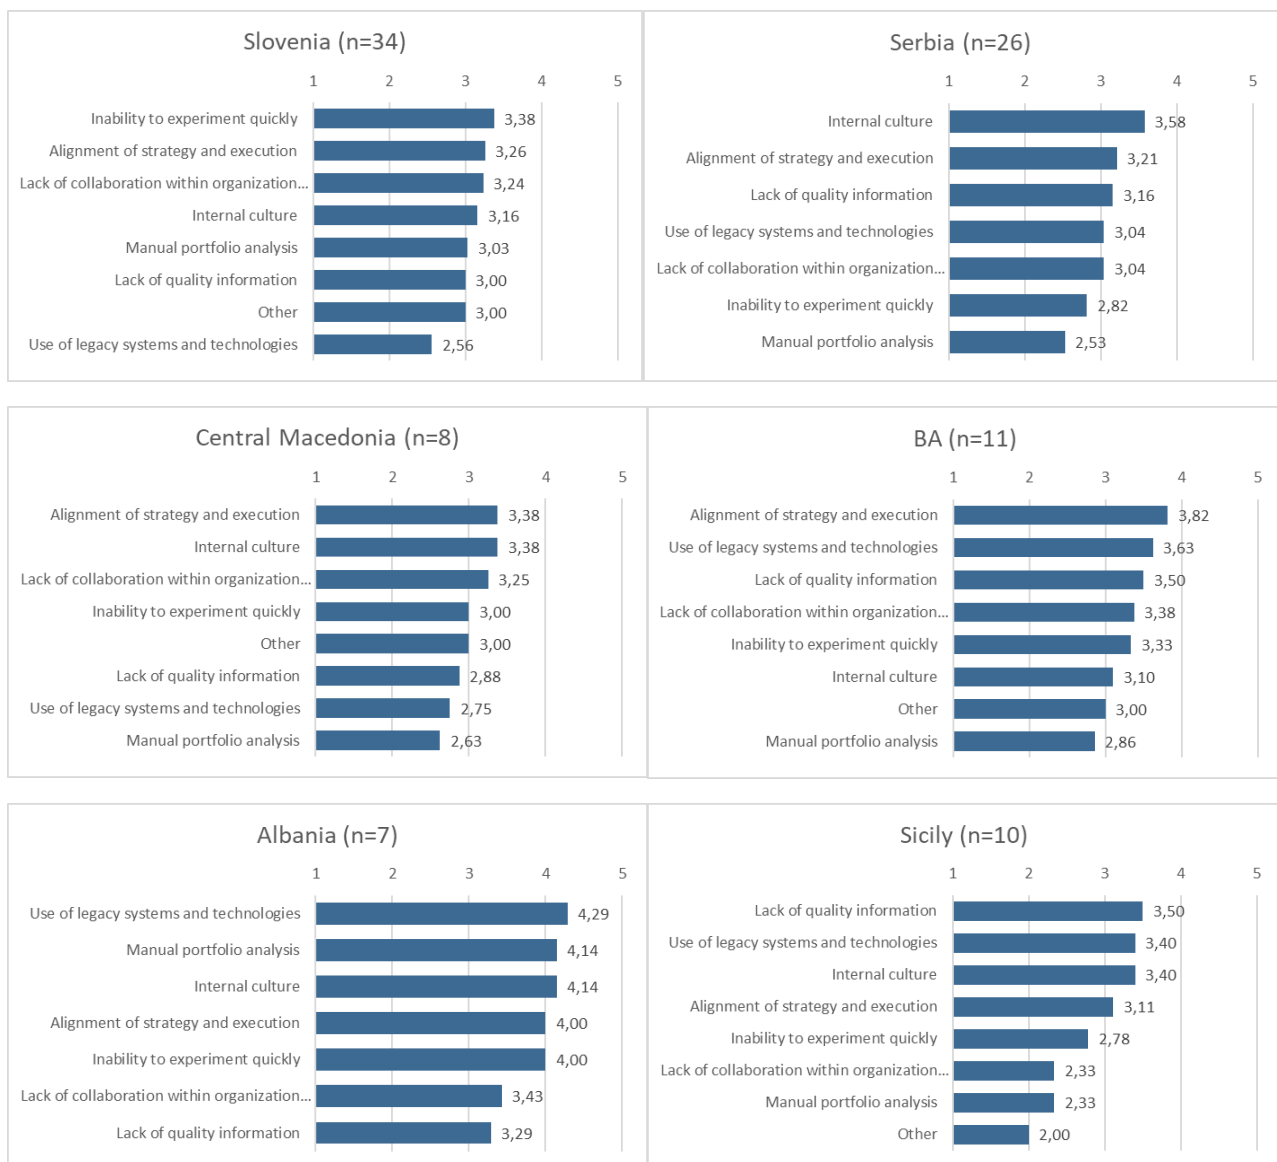 Slovenia (n=34)
1 2 3 4 5
Inability to experiment quickly 3,38
Alignment of strategy and execution 3,26
Lack of collaboration within organization… 3,24
Internal culture 3,16
Manual portfolio analysis 3,03
Lack of quality information 3,00
Other 3,00
Use of legacy systems and technologies 2,56
Serbia (n=26)
1 2 3 4 5
Internal culture 3,58
Alignment of strategy and execution 3,21
Lack of quality information 3,16
Use of legacy systems and technologies 3,04
Lack of collaboration within organization… 3,04
Inability to experiment quickly 2,82
Manual portfolio analysis 2,53
Central Macedonia (n=8)
1 2 3 4 5
Alignment of strategy and execution 3,38
Internal culture 3,38
Lack of collaboration within organization… 3,25
Inability to experiment quickly 3,00
Other 3,00
Lack of quality information 2,88
Use of legacy systems and technologies 2,75
Manual portfolio analysis 2,63
BA (n=11)
1 2 3 4 5
Alignment of strategy and execution 3,82
Use of legacy systems and technologies 3,63
Lack of quality information 3,50
Lack of collaboration within organization… 3,38
Inability to experiment quickly 3,33
Internal culture 3,10
Other 3,00
Manual portfolio analysis 2,86
Albania (n=7)
1 2 3 4 5
Use of legacy systems and technologies 4,29
Manual portfolio analysis 4,14
Internal culture 4,14
Alignment of strategy and execution 4,00
Inability to experiment quickly 4,00
Lack of collaboration within organization… 3,43
Lack of quality information 3,29
Sicily (n=10)
1 2 3 4 5
Lack of quality information 3,50
Use of legacy systems and technologies 3,40
Internal culture 3,40
Alignment of strategy and execution 3,11
Inability to experiment quickly 2,78
Lack of collaboration within organization… 2,33
Manual portfolio analysis 2,33
Other 2,00